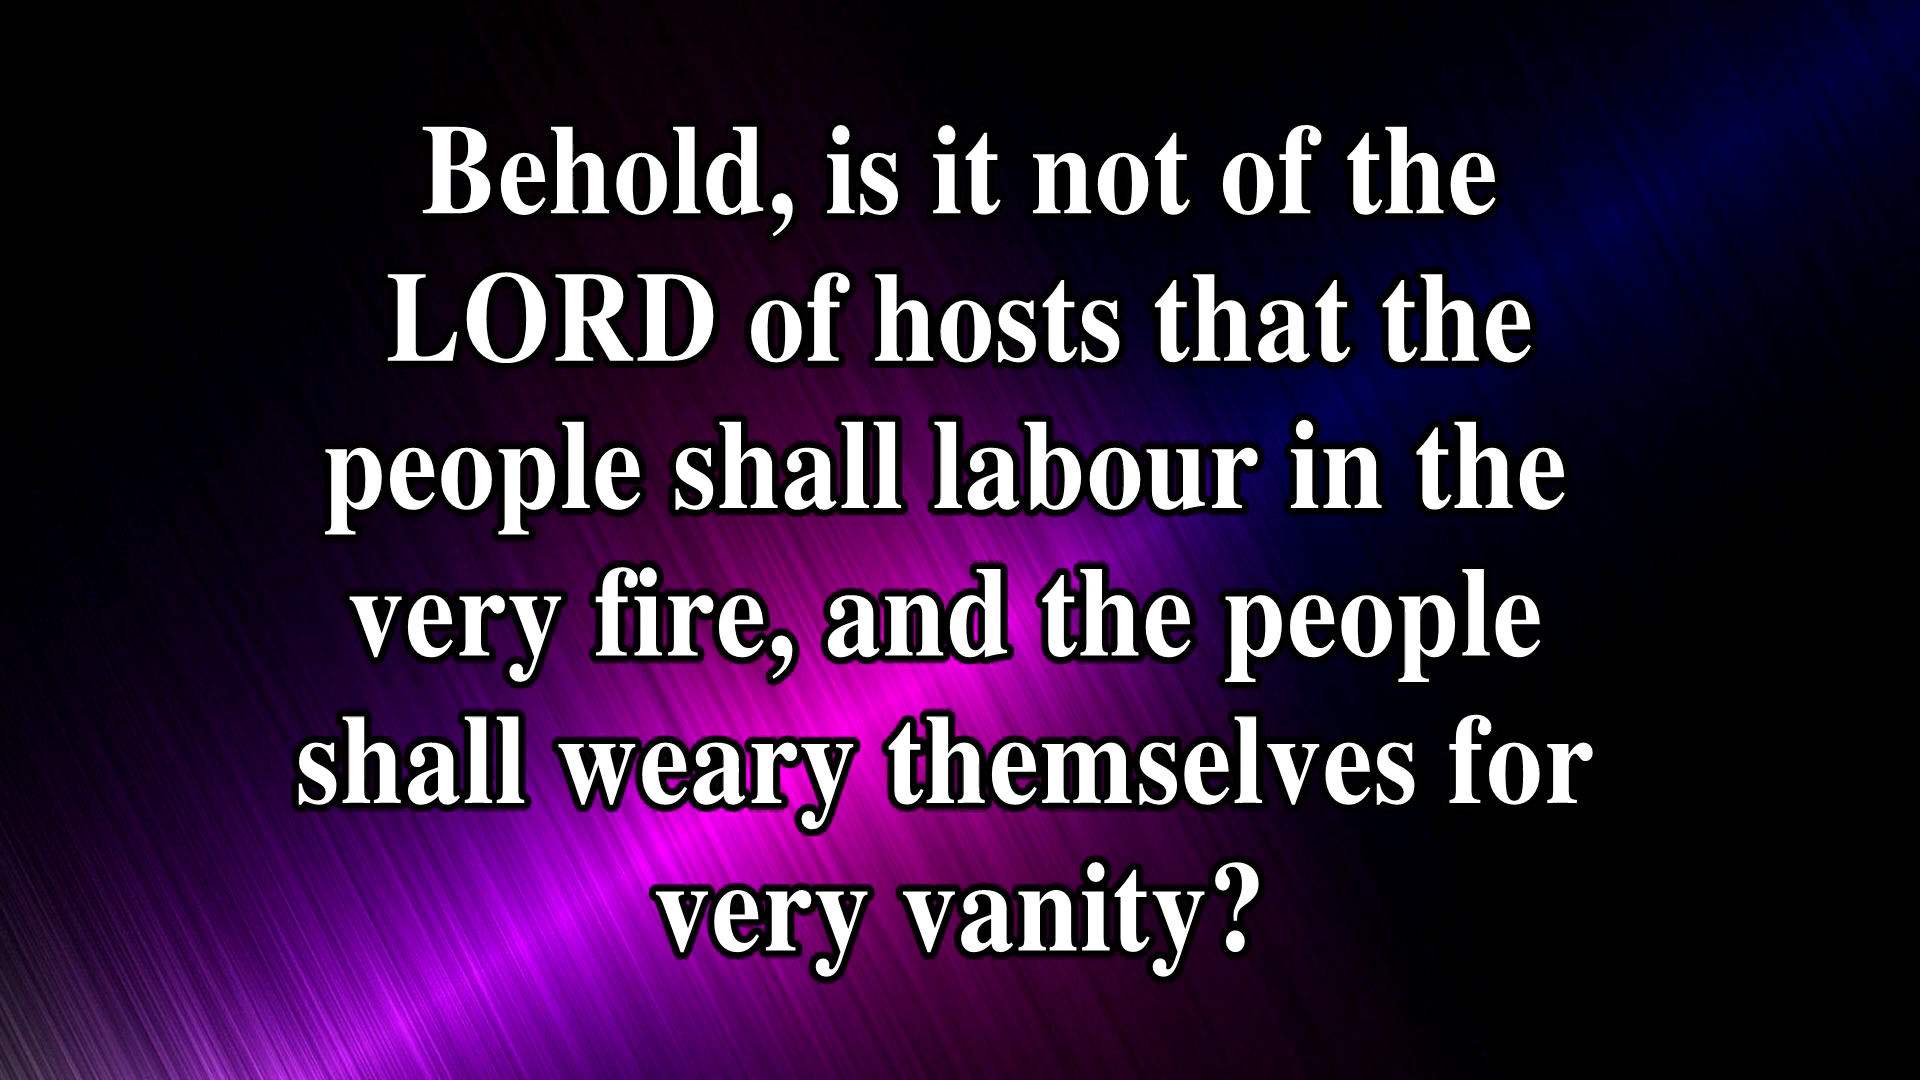 Behold, is it not of the
LORD of hosts that the
people shall labour in the
very fire, and the people
shall weary themselves for
very vanity?